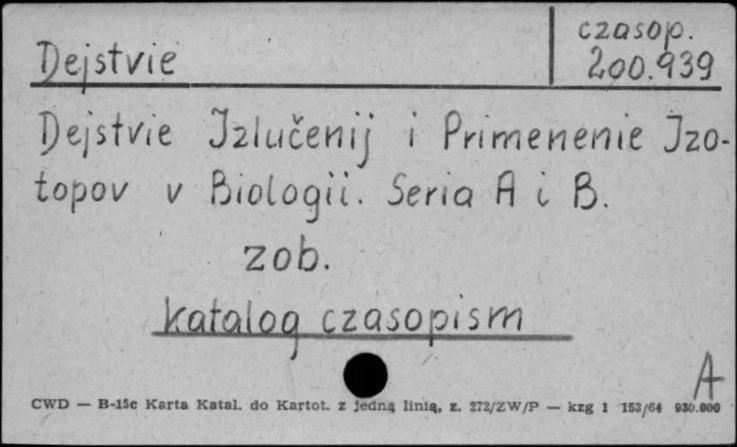 czasop.
Dejstvie 200.939
Dejstvie Izlučenij i Primenenie Izo-
topov v Biologii. Seria A i B.
zob.
katalog czasopism
A
CWD — B-15c Karta Katal. do Kartot. z jedną linią, z. 272/ZW/P — kzg 1 153/64 930.000